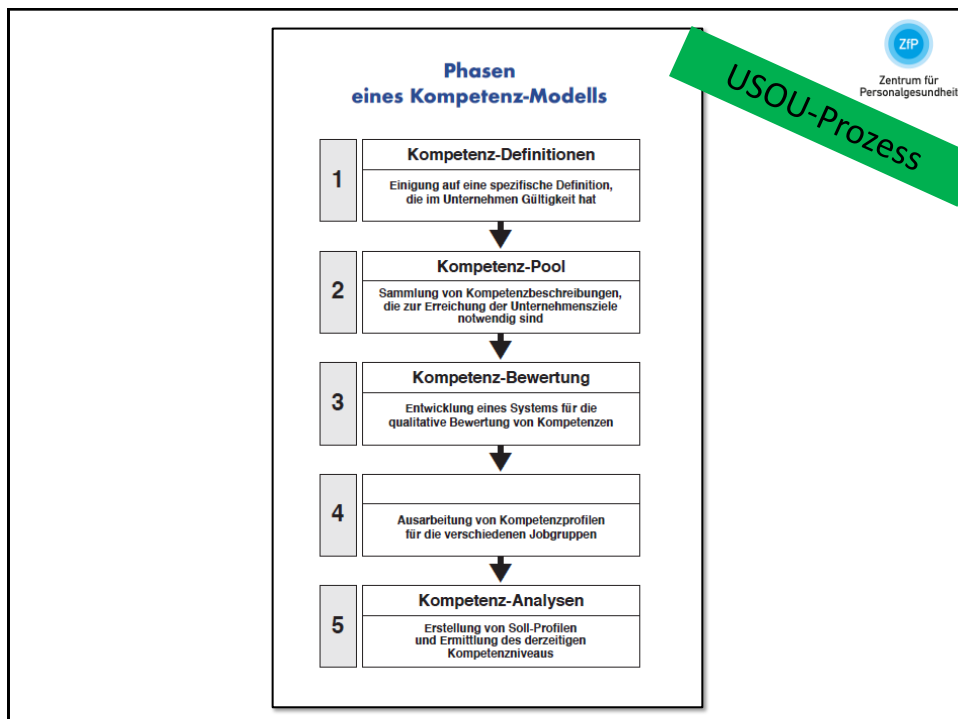 Phasen
eines Kompetenz-Modells
USOU-Prozess
ZfP
Zentrum für
Personalgesundheit
1
Kompetenz-Definitionen
Einigung auf eine spezifische Definition,
die im Unternehmen Gültigkeit hat
2
Kompetenz-Pool
Sammlung von Kompetenzbeschreibungen,
die zur Erreichung der Unternehmensziele
notwendig sind
3
Kompetenz-Bewertung
Entwicklung eines Systems für die
qualitative Bewertung von Kompetenzen
4
Ausarbeitung von Kompetenzprofilen
für die verschiedenen Jobgruppen
5
Kompetenz-Analysen
Erstellung von Soll-Profilen
und Ermittlung des derzeitigen
Kompetenzniveaus